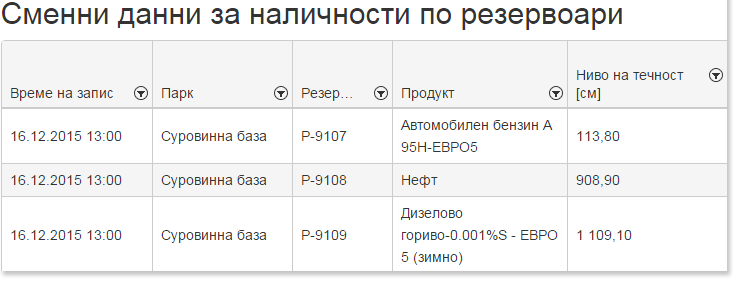 Сменни данни за наличности по резервоари
Ниво на течност
Време на запис Парк Резер... Продукт [см]
Автомобилен бензин А
16.12.2015 13:00 Суровинна база Р-9107 113,80
95Н-ЕВРО5
16.12.2015 13:00 Суровинна база Р-9108 Нефт 908,90
Дизелово
16.12.2015 13:00 Суровинна база Р-9109 гориво-0.001%S - ЕВРО 1 109,10
5 (зимно)